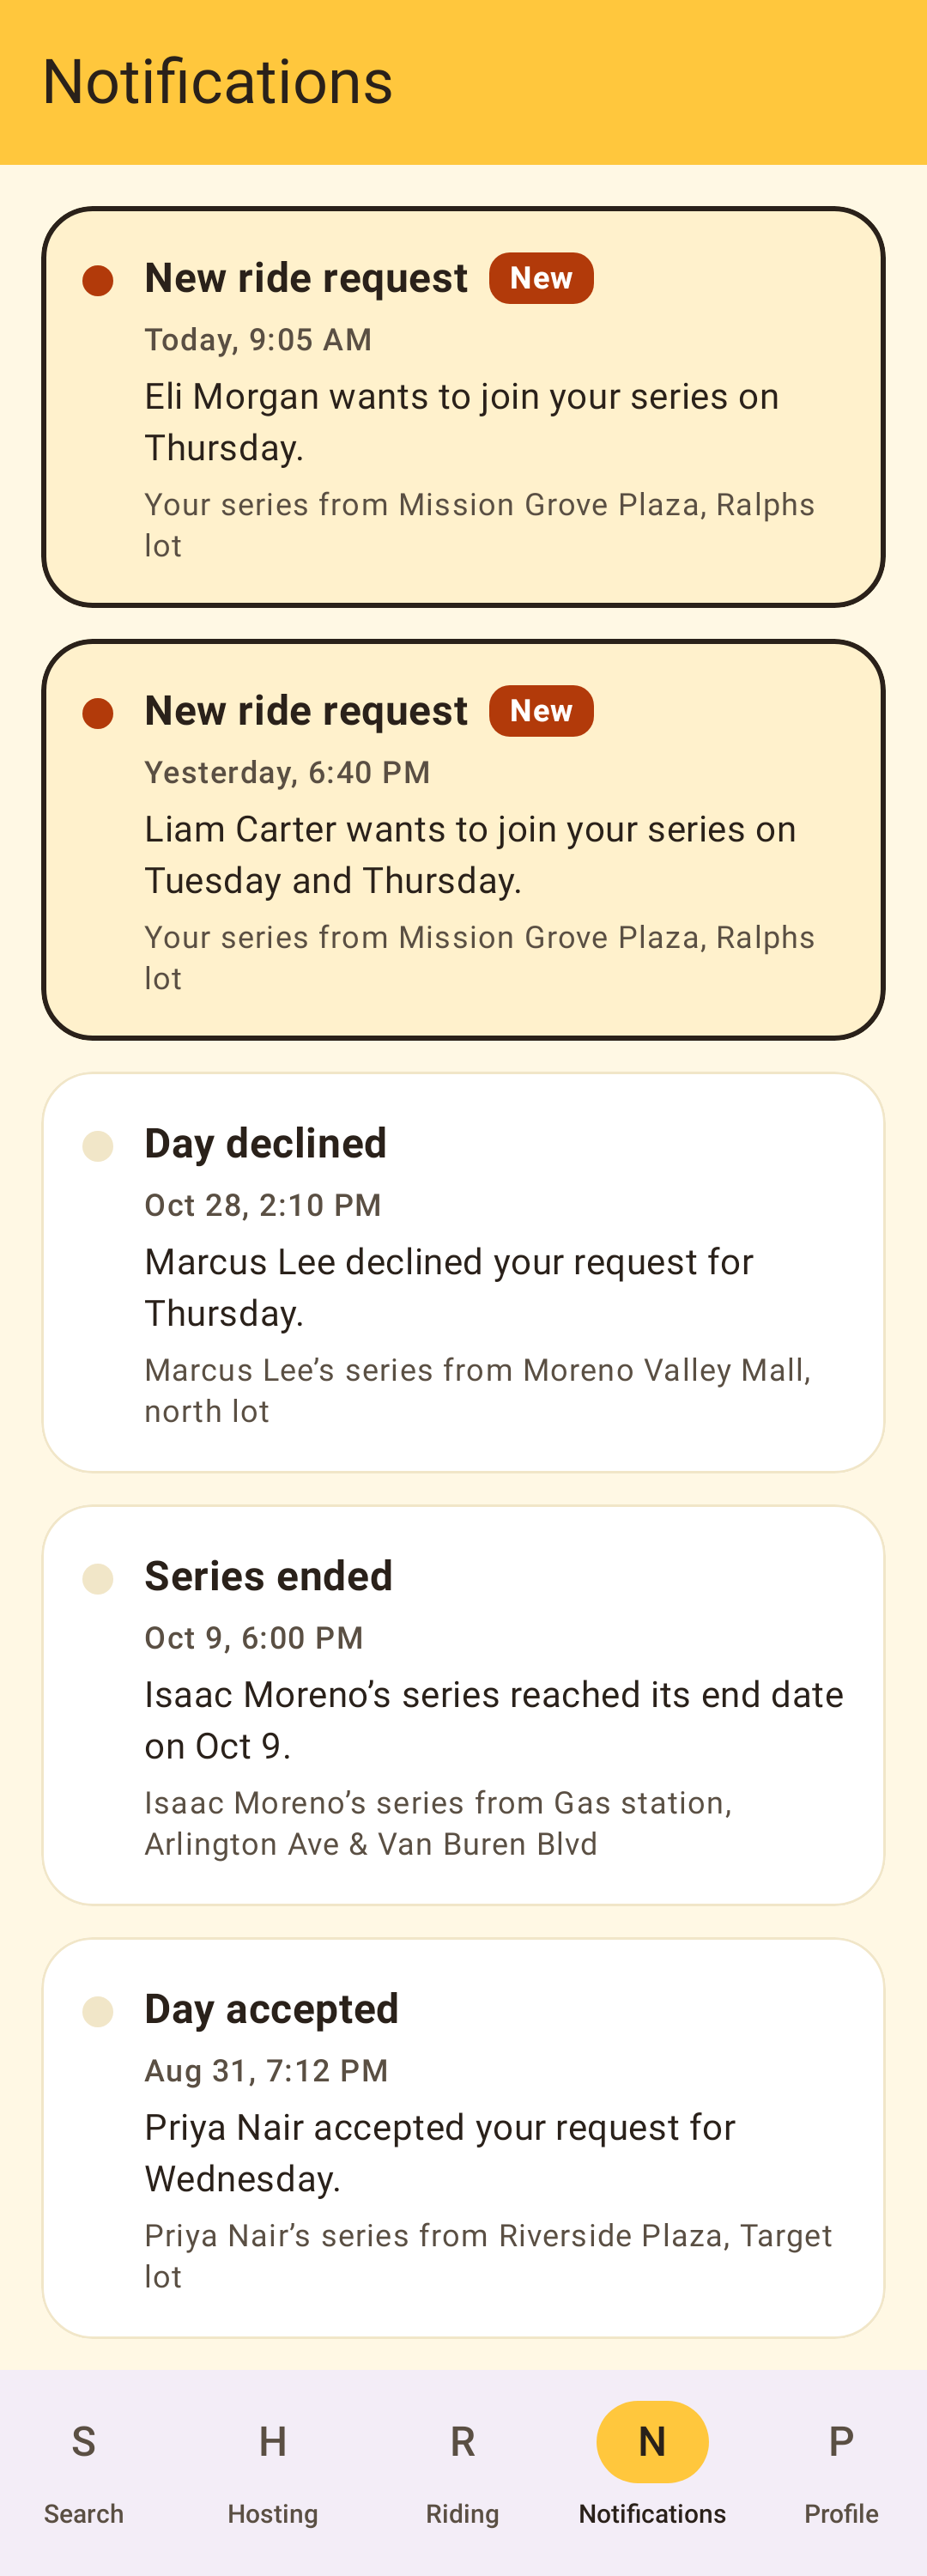 Notifications
New ride request New
Today, 9:05 AM
Eli Morgan wants to join your series on
Thursday.
Your series from Mission Grove Plaza, Ralphs
lot
New ride request New
Yesterday, 6:40 PM
Liam Carter wants to join your series on
Tuesday and Thursday.
Your series from Mission Grove Plaza, Ralphs
lot
Day declined
Oct 28, 2:10 PM
Marcus Lee declined your request for
Thursday.
Marcus Lee’s series from Moreno Valley Mall,
north lot
Series ended
Oct 9, 6:00 PM
Isaac Moreno’s series reached its end date
on Oct 9.
Isaac Moreno’s series from Gas station,
Arlington Ave & Van Buren Blvd
Day accepted
Aug 31, 7:12 PM
Priya Nair accepted your request for
Wednesday.
Priya Nair’s series from Riverside Plaza, Target
lot
S H R N P
Search Hosting Riding Notifications Profile